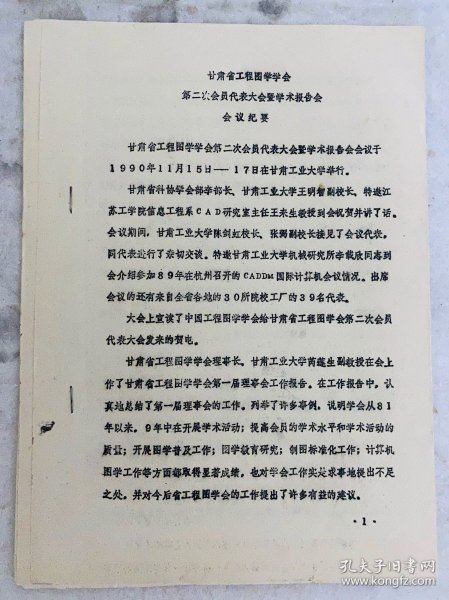 甘肃省工程图学学会
第二次会员代表大会暨学术报告会
会议纪要
甘肃省工程图学学会第二次会员代表大会暨学术报告会会议于
1990年11月15日——17日在甘肃工业大学举行。
甘肃省科协学会部李部长、甘肃工业大学王明智副校长、特邀江
苏工学院信息工程系CAD研究室主任王来生教授到会祝贺并讲了话。
会议期间,甘肃工业大学陈剑虹校长、张弼副校长接见了会议代表,
同代表进行了亲切交谈。特邀甘肃工业大学机械研究所李载欣同志到
会介绍参加89年在杭州召开的CADDM国际计算机会议情况。出席
会议的还有来自全省各地的30所院校工厂的39名代表。
大会上宣读了中国工程图学学会给甘肃省工程图学会第二次会员
代表大会发来的贺电。
甘肃省工程图学学会理事长、甘肃工业大学芮莲生副教授在会上
作了甘肃省工程图学学会第一届理事会工作报告。在工作报告中,认
真地总结了第一届理事会的工作。列举了许多事例,说明学会从81
年以来,9年中在开展学术活动;提高会员的学术水平和学术活动的
质量;开展图学普及工作;图学教育研究;制图标准化工作;计算机
图学工作等方面都取得显著成绩,也对学会工作实是求事地提出不足
之处。并对今后省工程图学会的工作提出了许多有益的建议。
·1·
孔夫子旧书网
www.kongfz.com